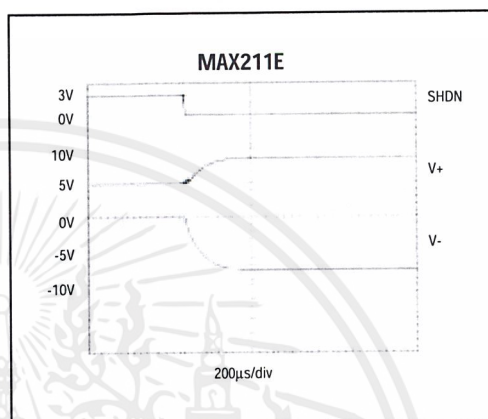 MAX211E
3V
SHDN
0V
10V
V+
5V
0V
V-
-5V
-10V
200µs/div